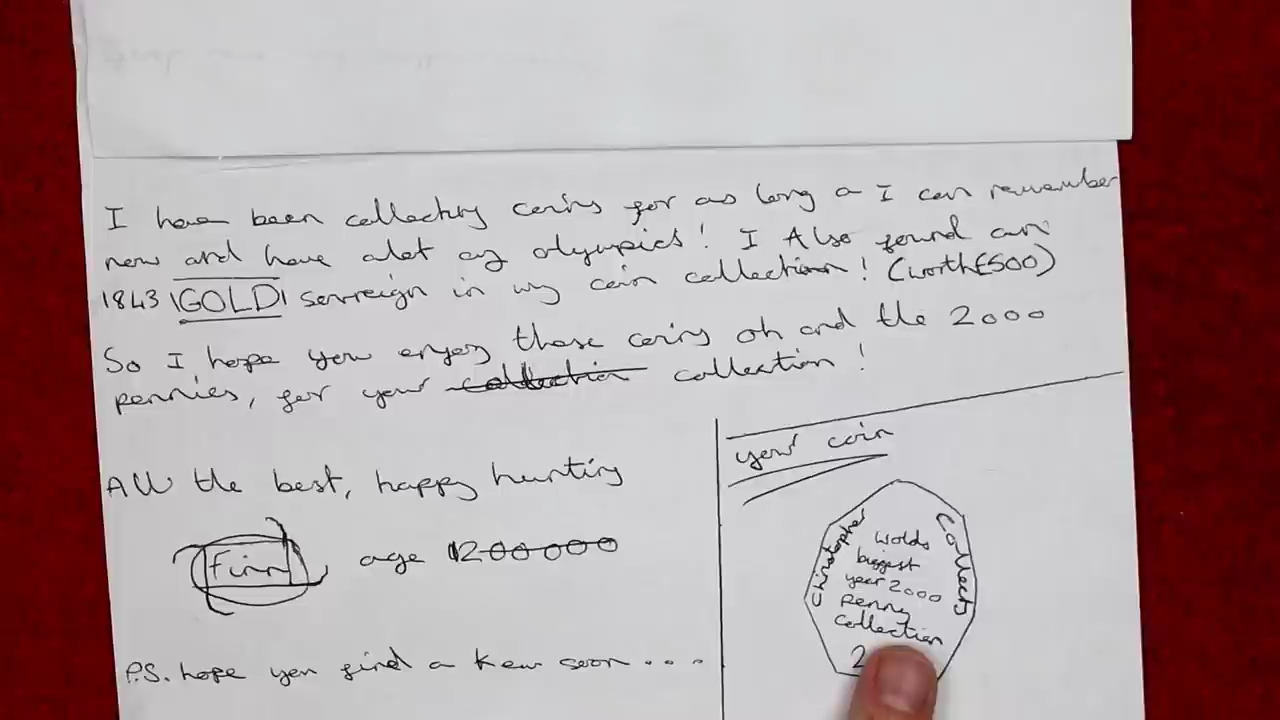 I have been collecting coins for as long a I can remember
now and have alot of olympics! I Also found an
1843 GOLD sovreign in my coin collection! (worth £500)
So I hope you enjoy these coins oh and the 2000
pennies, for your collection collection!
All the best, happy hunting
finn age 1200000
P.S. hope you find a kew soon ....
your coin
Christopher
Collects
Worlds
biggest
year 2000
Penny
Collection
2